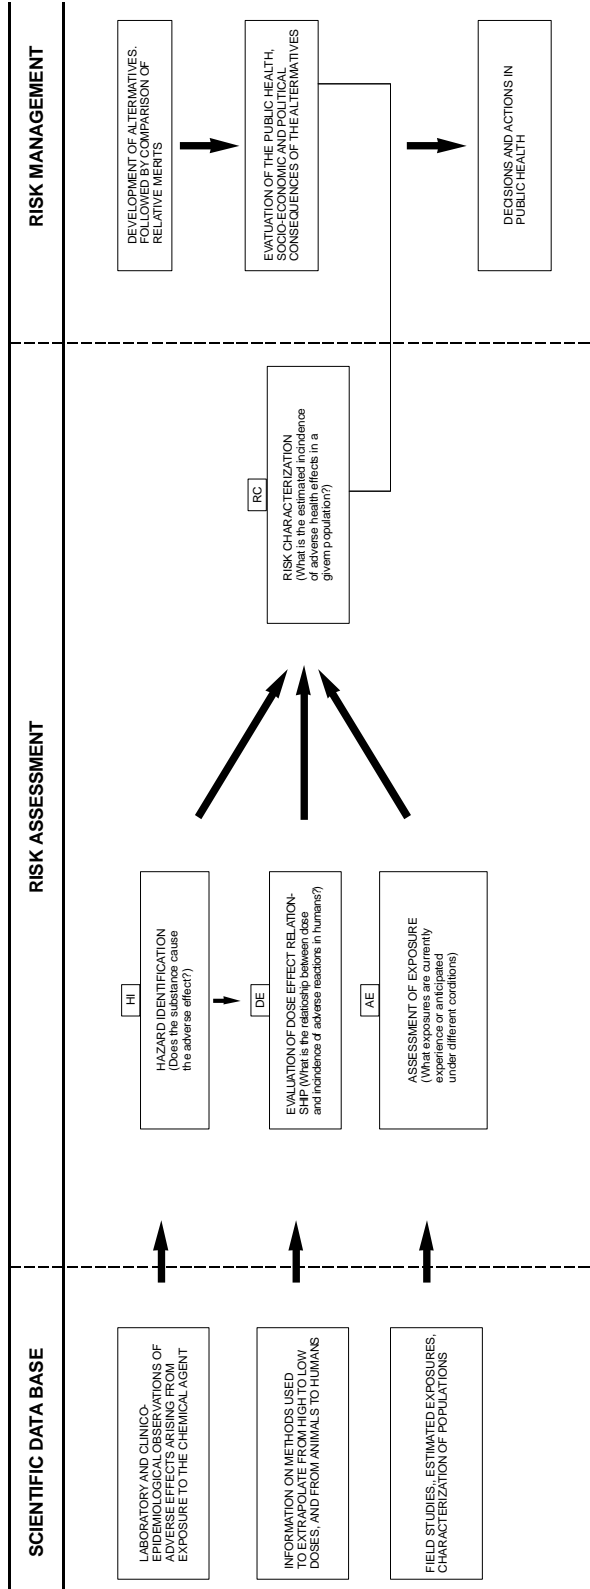 SCIENTIFIC DATA BASE
RISK ASSESSMENT
RISK MANAGEMENT
LABORATORY AND CLINICO-
EPIDEMIOLOGICAL OBSERVATIONS OF
ADVERSE EFFECTS ARISING FROM
EXPOSURE TO THE CHEMICAL AGENT
INFORMATION ON METHODS USED
TO EXTRAPOLATE FROM HIGH TO LOW
DOSES, AND FROM ANIMALS TO HUMANS
FIELD STUDIES,, ESTIMATED EXPOSURES,
CHARACTERIZATION OF POPULATIONS
HI
HAZARD IDENTIFICATION
(Does the substance cause
the adverse effect?)
DE
EVALUATION OF DOSE EFFECT RELATION-
SHIP (What is the relatioship between dose
and incindence of adverse reactions in humans?)
AE
ASSESSMENT OF EXPOSURE
(What exposures are currently
experience or anticipated
under different conditions)
RC
RISK CHARACTERIZATION
(What is the estimated incindence
of adverse health effects in a
givem population?)
DEVELOPMENT OF ALTERMATIVES.
FOLLOWED BY COMPARISON OF
RELATIVE MERITS
EVATUATION OF THE PUBLIC HEALTH,
SOCIO-ECONOMIC AND POLITICAL
CONSEQUENCES OF THE ALTERMATIVES
DECISIONS AND ACTIONS IN
PUBLIC HEALTH